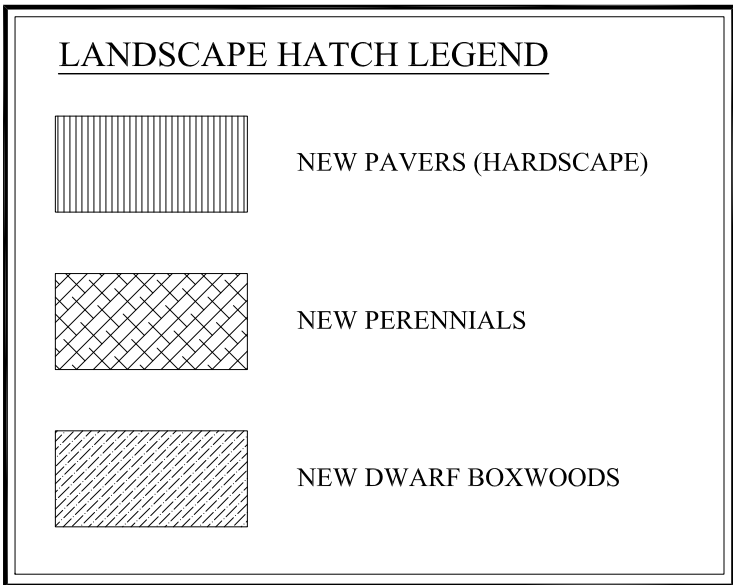 LANDSCAPE HATCH LEGEND
NEW PAVERS (HARDSCAPE)
NEW PERENNIALS
NEW DWARF BOXWOODS